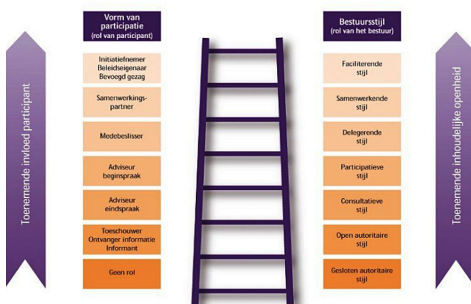 Toenemende invloed participant
Vorm van
participatie
(rol van participant)
Initiatiefnemer
Beleidseigenaar
Bevoegd gezag
Samenwerkings-
partner
Medebeslisser
Adviseur
beginspraak
Adviseur
eindspraak
Toeschouwer
Ontvanger informatie
Informant
Geen rol
Bestuursstijl
(rol van het bestuur)
Faciliterende
stijl
Samenwerkende
stijl
Delegerende
stijl
Participatieve
stijl
Consultatieve
stijl
Open autoritaire
stijl
Gesloten autoritaire
stijl
Toenemende inhoudelijke openheid